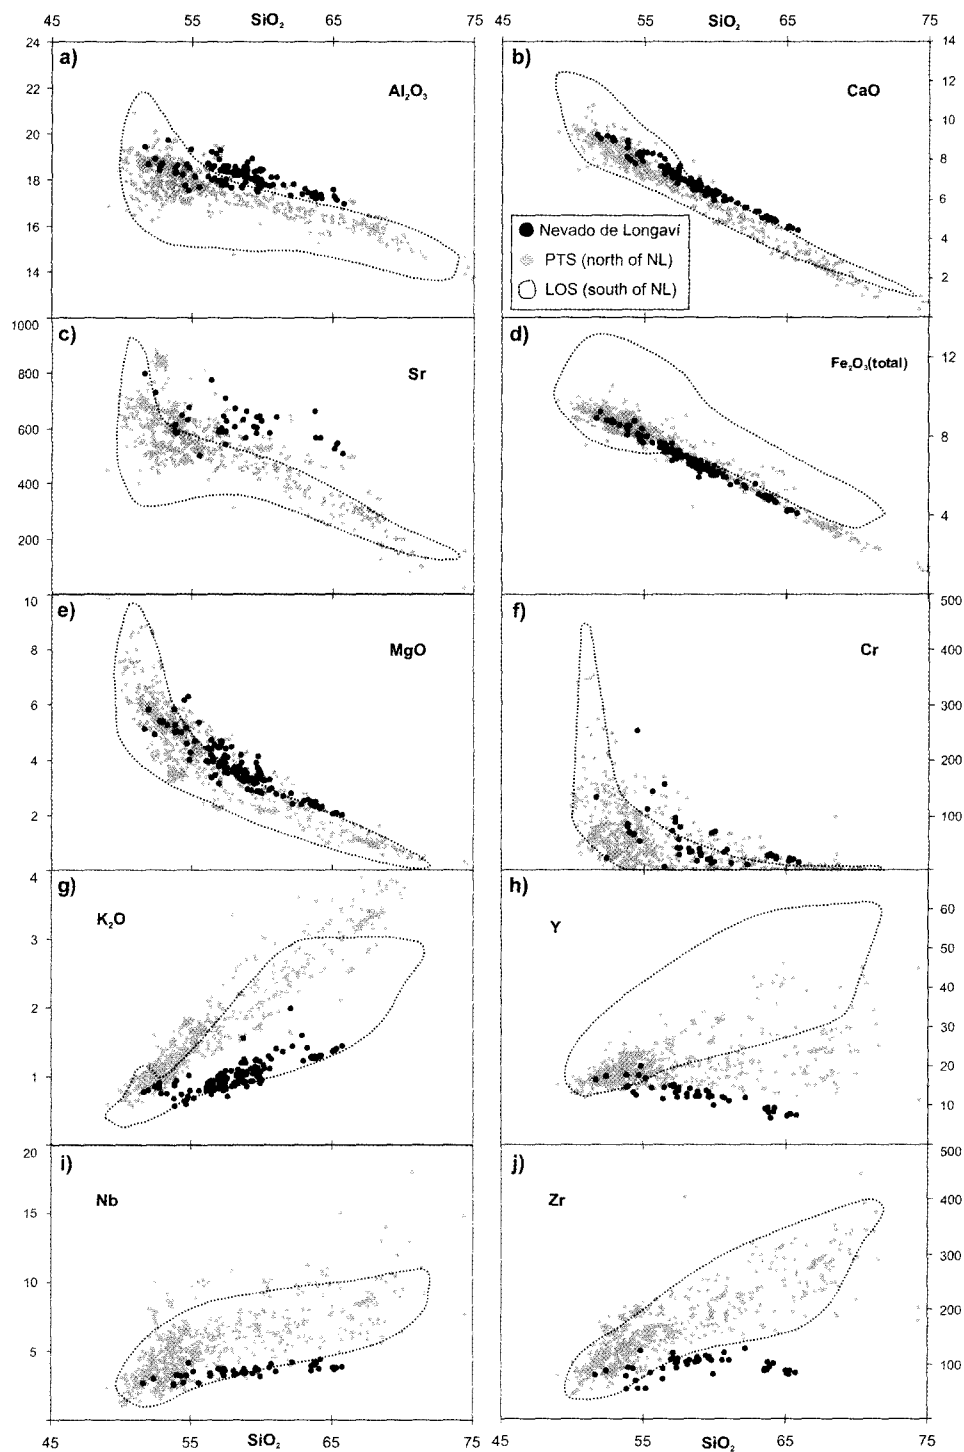 45 55 SiO₂ 65 75 45 55 SiO₂ 65 75
a)
Al₂O₃
24
22
20
18
16
14
b)
CaO
14
12
10
8
6
4
2
Nevado de Longaví
PTS (north of NL)
LOS (south of NL)
c)
Sr
1000
800
600
400
200
d)
Fe₂O₃(total)
12
8
4
e)
MgO
10
8
6
4
2
f)
Cr
500
400
300
200
100
g)
K₂O
4
3
2
1
h)
Y
60
50
40
30
20
10
i)
Nb
20
15
10
5
j)
Zr
500
400
300
200
100
45 55 SiO₂ 65 75 45 55 65 SiO₂ 75